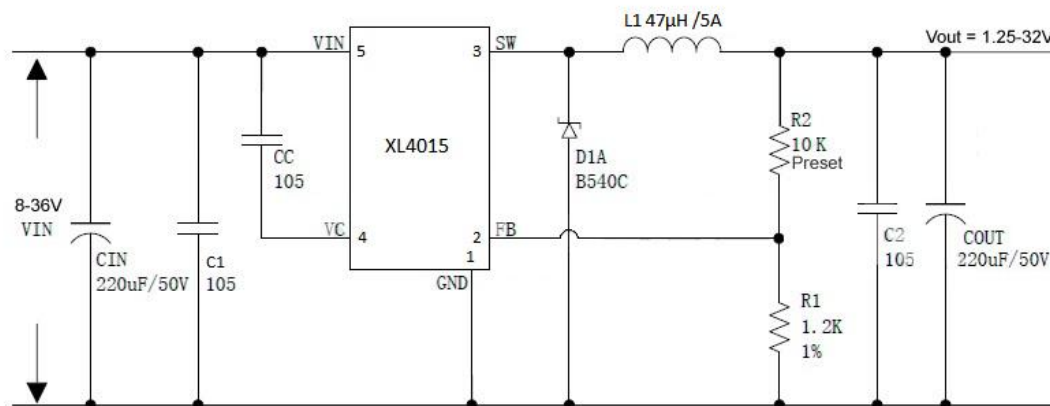 L1 47µH /5A
VIN
5
3
SW
Vout = 1.25-32V
XL4015
CC
105
D1A
B540C
R2
10 K
Preset
8-36V
VIN
VC
4
2
FB
CIN
220uF/50V
C1
105
1
GND
C2
105
COUT
220uF/50V
R1
1.2K
1%